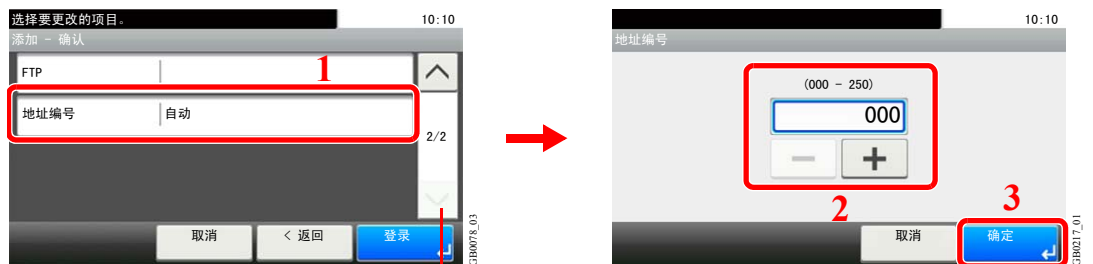 选择要更改的项目。 10:10
添加 - 确认
FTP
1
地址编号 自动
2/2
取消 < 返回 登录
GB0078_03
10:10
地址编号
(000 - 250)
000
− +
2
3
取消 确定
GB0217_01